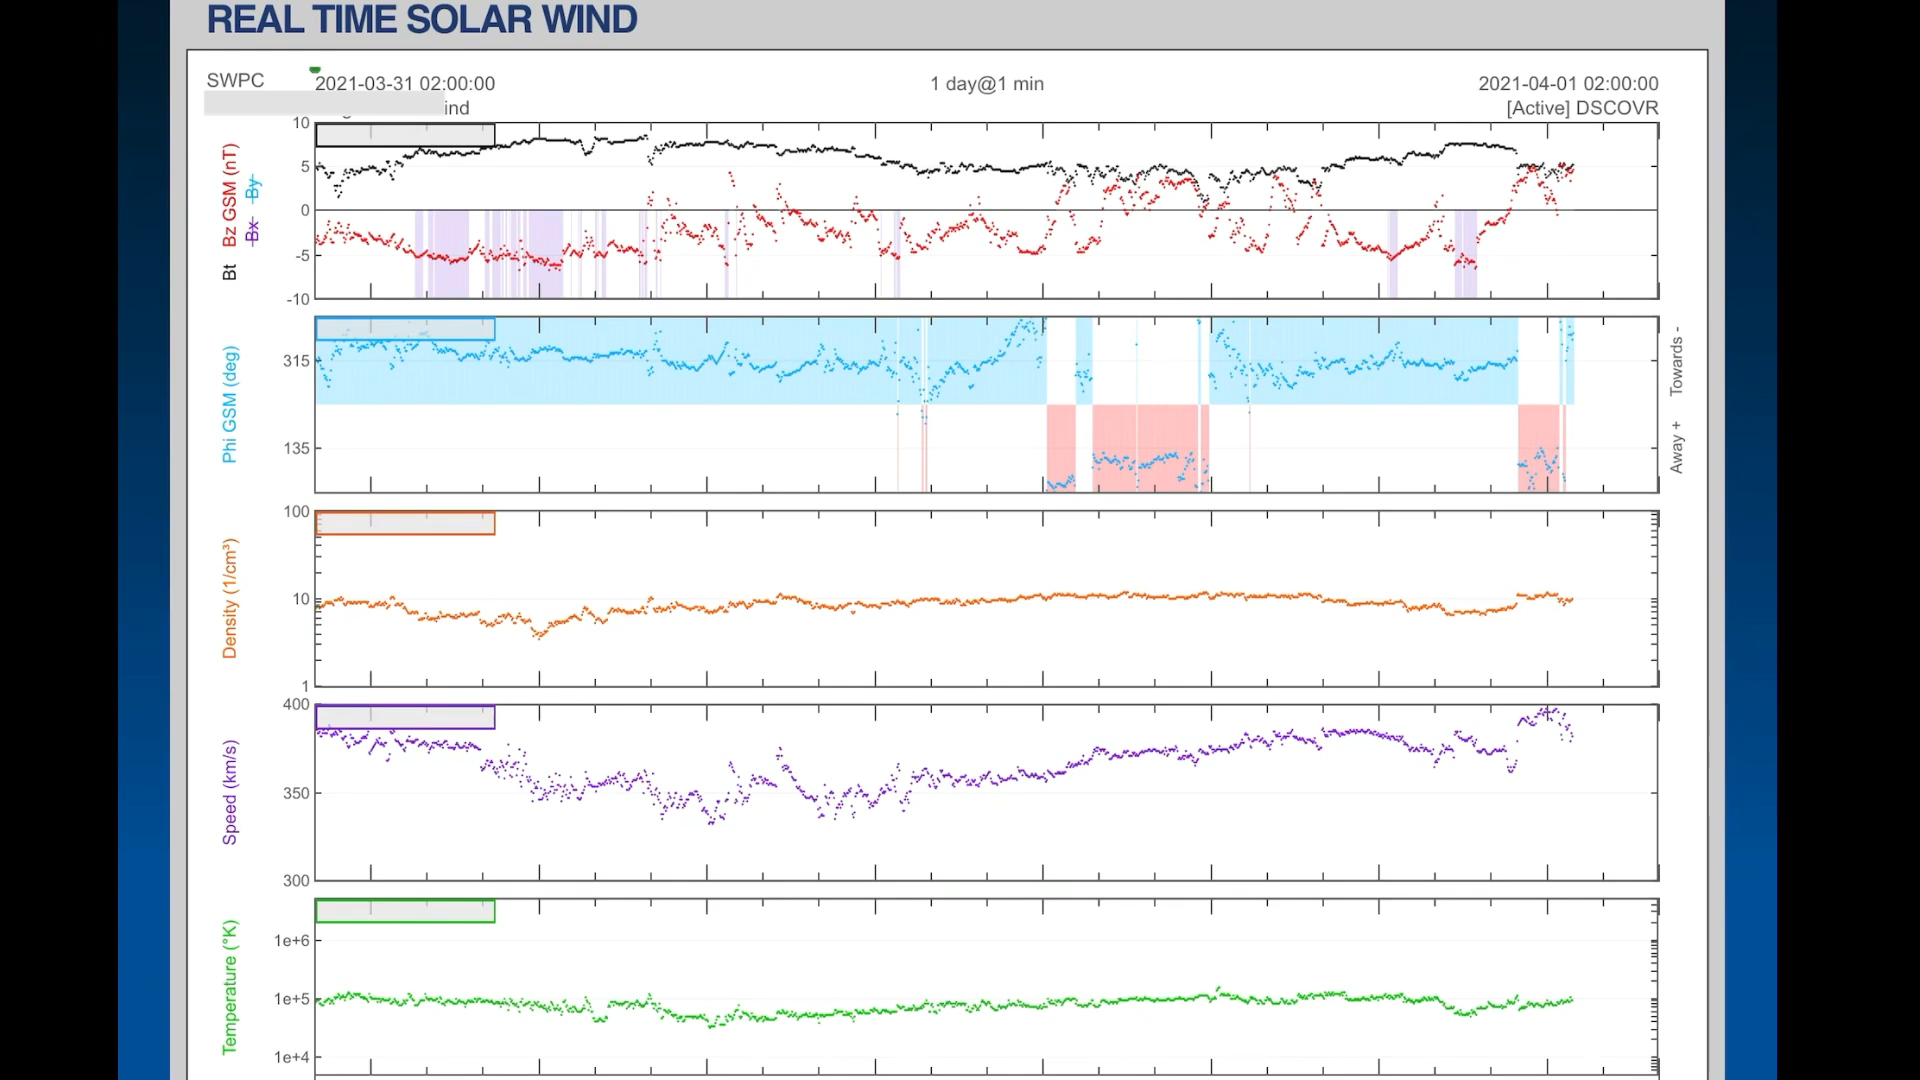 REAL TIME SOLAR WIND
SWPC
2021-03-31 02:00:00
1 day@1 min
2021-04-01 02:00:00
ind
[Active] DSCOVR
Bt Bz GSM (nT)
Bx By
10
5
0
-5
-10
Phi GSM (deg)
315
135
Towards -
Away +
Density (1/cm³)
100
10
1
Speed (km/s)
400
350
300
Temperature (°K)
1e+6
1e+5
1e+4